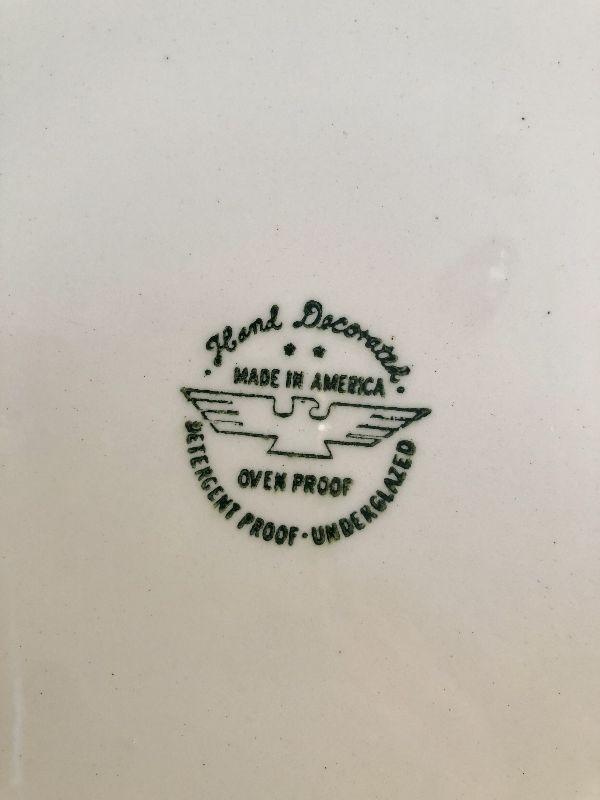 Hand Decorated
MADE IN AMERICA
OVEN PROOF
DETERGENT PROOF · UNDERGLAZED